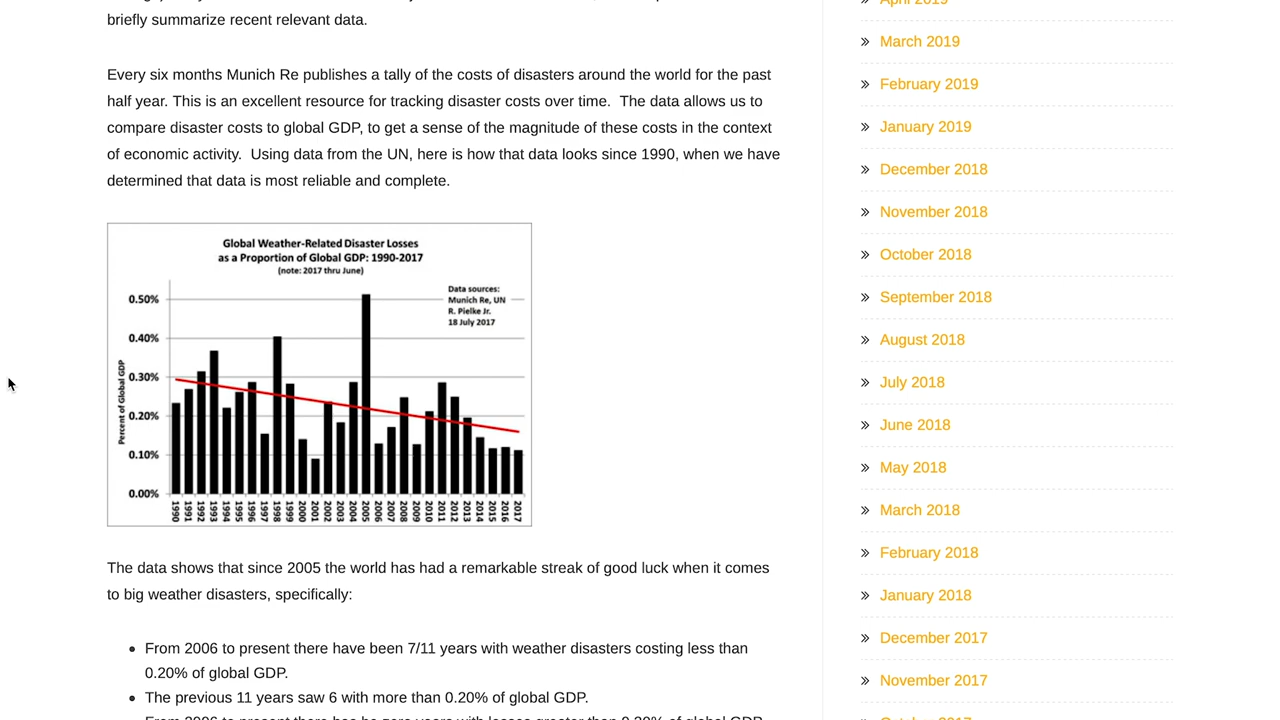 briefly summarize recent relevant data.
Every six months Munich Re publishes a tally of the costs of disasters around the world for the past
half year. This is an excellent resource for tracking disaster costs over time.  The data allows us to
compare disaster costs to global GDP, to get a sense of the magnitude of these costs in the context
of economic activity.  Using data from the UN, here is how that data looks since 1990, when we have
determined that data is most reliable and complete.
Global Weather-Related Disaster Losses
as a Proportion of Global GDP: 1990-2017
(note: 2017 thru June)
Data sources:
Munich Re, UN
R. Pielke Jr.
18 July 2017
Percent of Global GDP
0.50%
0.40%
0.30%
0.20%
0.10%
0.00%
1990 1991 1992 1993 1994 1995 1996 1997 1998 1999 2000 2001 2002 2003 2004 2005 2006 2007 2008 2009 2010 2011 2012 2013 2014 2015 2016 2017
The data shows that since 2005 the world has had a remarkable streak of good luck when it comes
to big weather disasters, specifically:
From 2006 to present there have been 7/11 years with weather disasters costing less than
0.20% of global GDP.
The previous 11 years saw 6 with more than 0.20% of global GDP.
April 2019
March 2019
February 2019
January 2019
December 2018
November 2018
October 2018
September 2018
August 2018
July 2018
June 2018
May 2018
March 2018
February 2018
January 2018
December 2017
November 2017